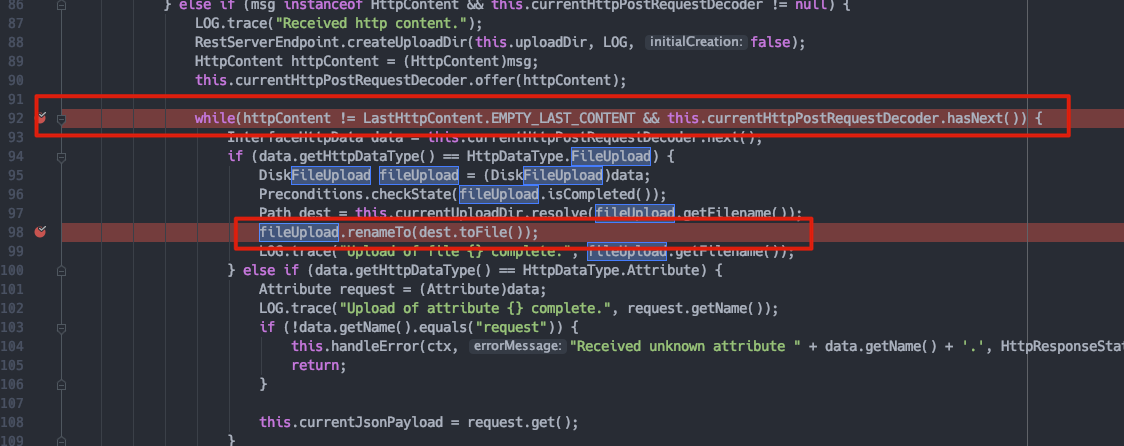 86 } else if (msg instanceof HttpContent && this.currentHttpPostRequestDecoder != null) {
87 LOG.trace("Received http content.");
88 RestServerEndpoint.createUploadDir(this.uploadDir, LOG, initialCreation: false);
89 HttpContent httpContent = (HttpContent)msg;
90 this.currentHttpPostRequestDecoder.offer(httpContent);
91
92 while(httpContent != LastHttpContent.EMPTY_LAST_CONTENT && this.currentHttpPostRequestDecoder.hasNext()) {
93 InterfaceHttpData data = this.currentHttpPostRequestDecoder.next();
94 if (data.getHttpDataType() == HttpDataType.FileUpload) {
95 DiskFileUpload fileUpload = (DiskFileUpload)data;
96 Preconditions.checkState(fileUpload.isCompleted());
97 Path dest = this.currentUploadDir.resolve(fileUpload.getFilename());
98 fileUpload.renameTo(dest.toFile());
99 LOG.trace("Upload of file {} complete.", fileUpload.getFilename());
100 } else if (data.getHttpDataType() == HttpDataType.Attribute) {
101 Attribute request = (Attribute)data;
102 LOG.trace("Upload of attribute {} complete.", request.getName());
103 if (!data.getName().equals("request")) {
104 this.handleError(ctx, errorMessage: "Received unknown attribute " + data.getName() + '.', HttpResponseStat
105 return;
106 }
107
108 this.currentJsonPayload = request.get();
109 }